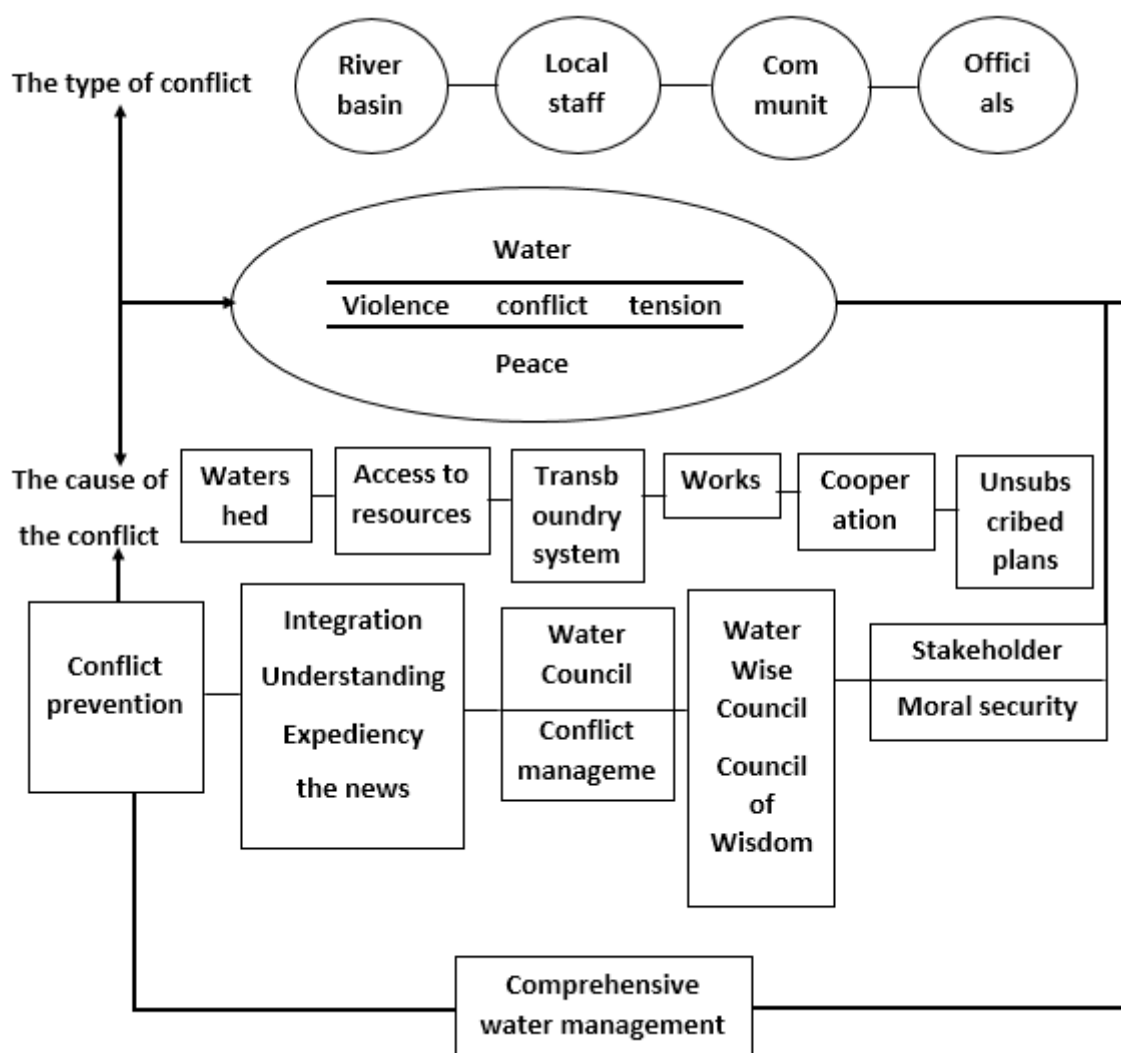 The type of conflict
River
basin
Local
staff
Com
munit
Offici
als
Water
Violence conflict tension
Peace
The cause of
the conflict
Waters
hed
Access to
resources
Transb
oundry
system
Works
Cooper
ation
Unsubs
cribed
plans
Conflict
prevention
Integration
Understanding
Expediency
the news
Water
Council
Conflict
manageme
Water
Wise
Council
Council
of
Wisdom
Stakeholder
Moral security
Comprehensive
water management